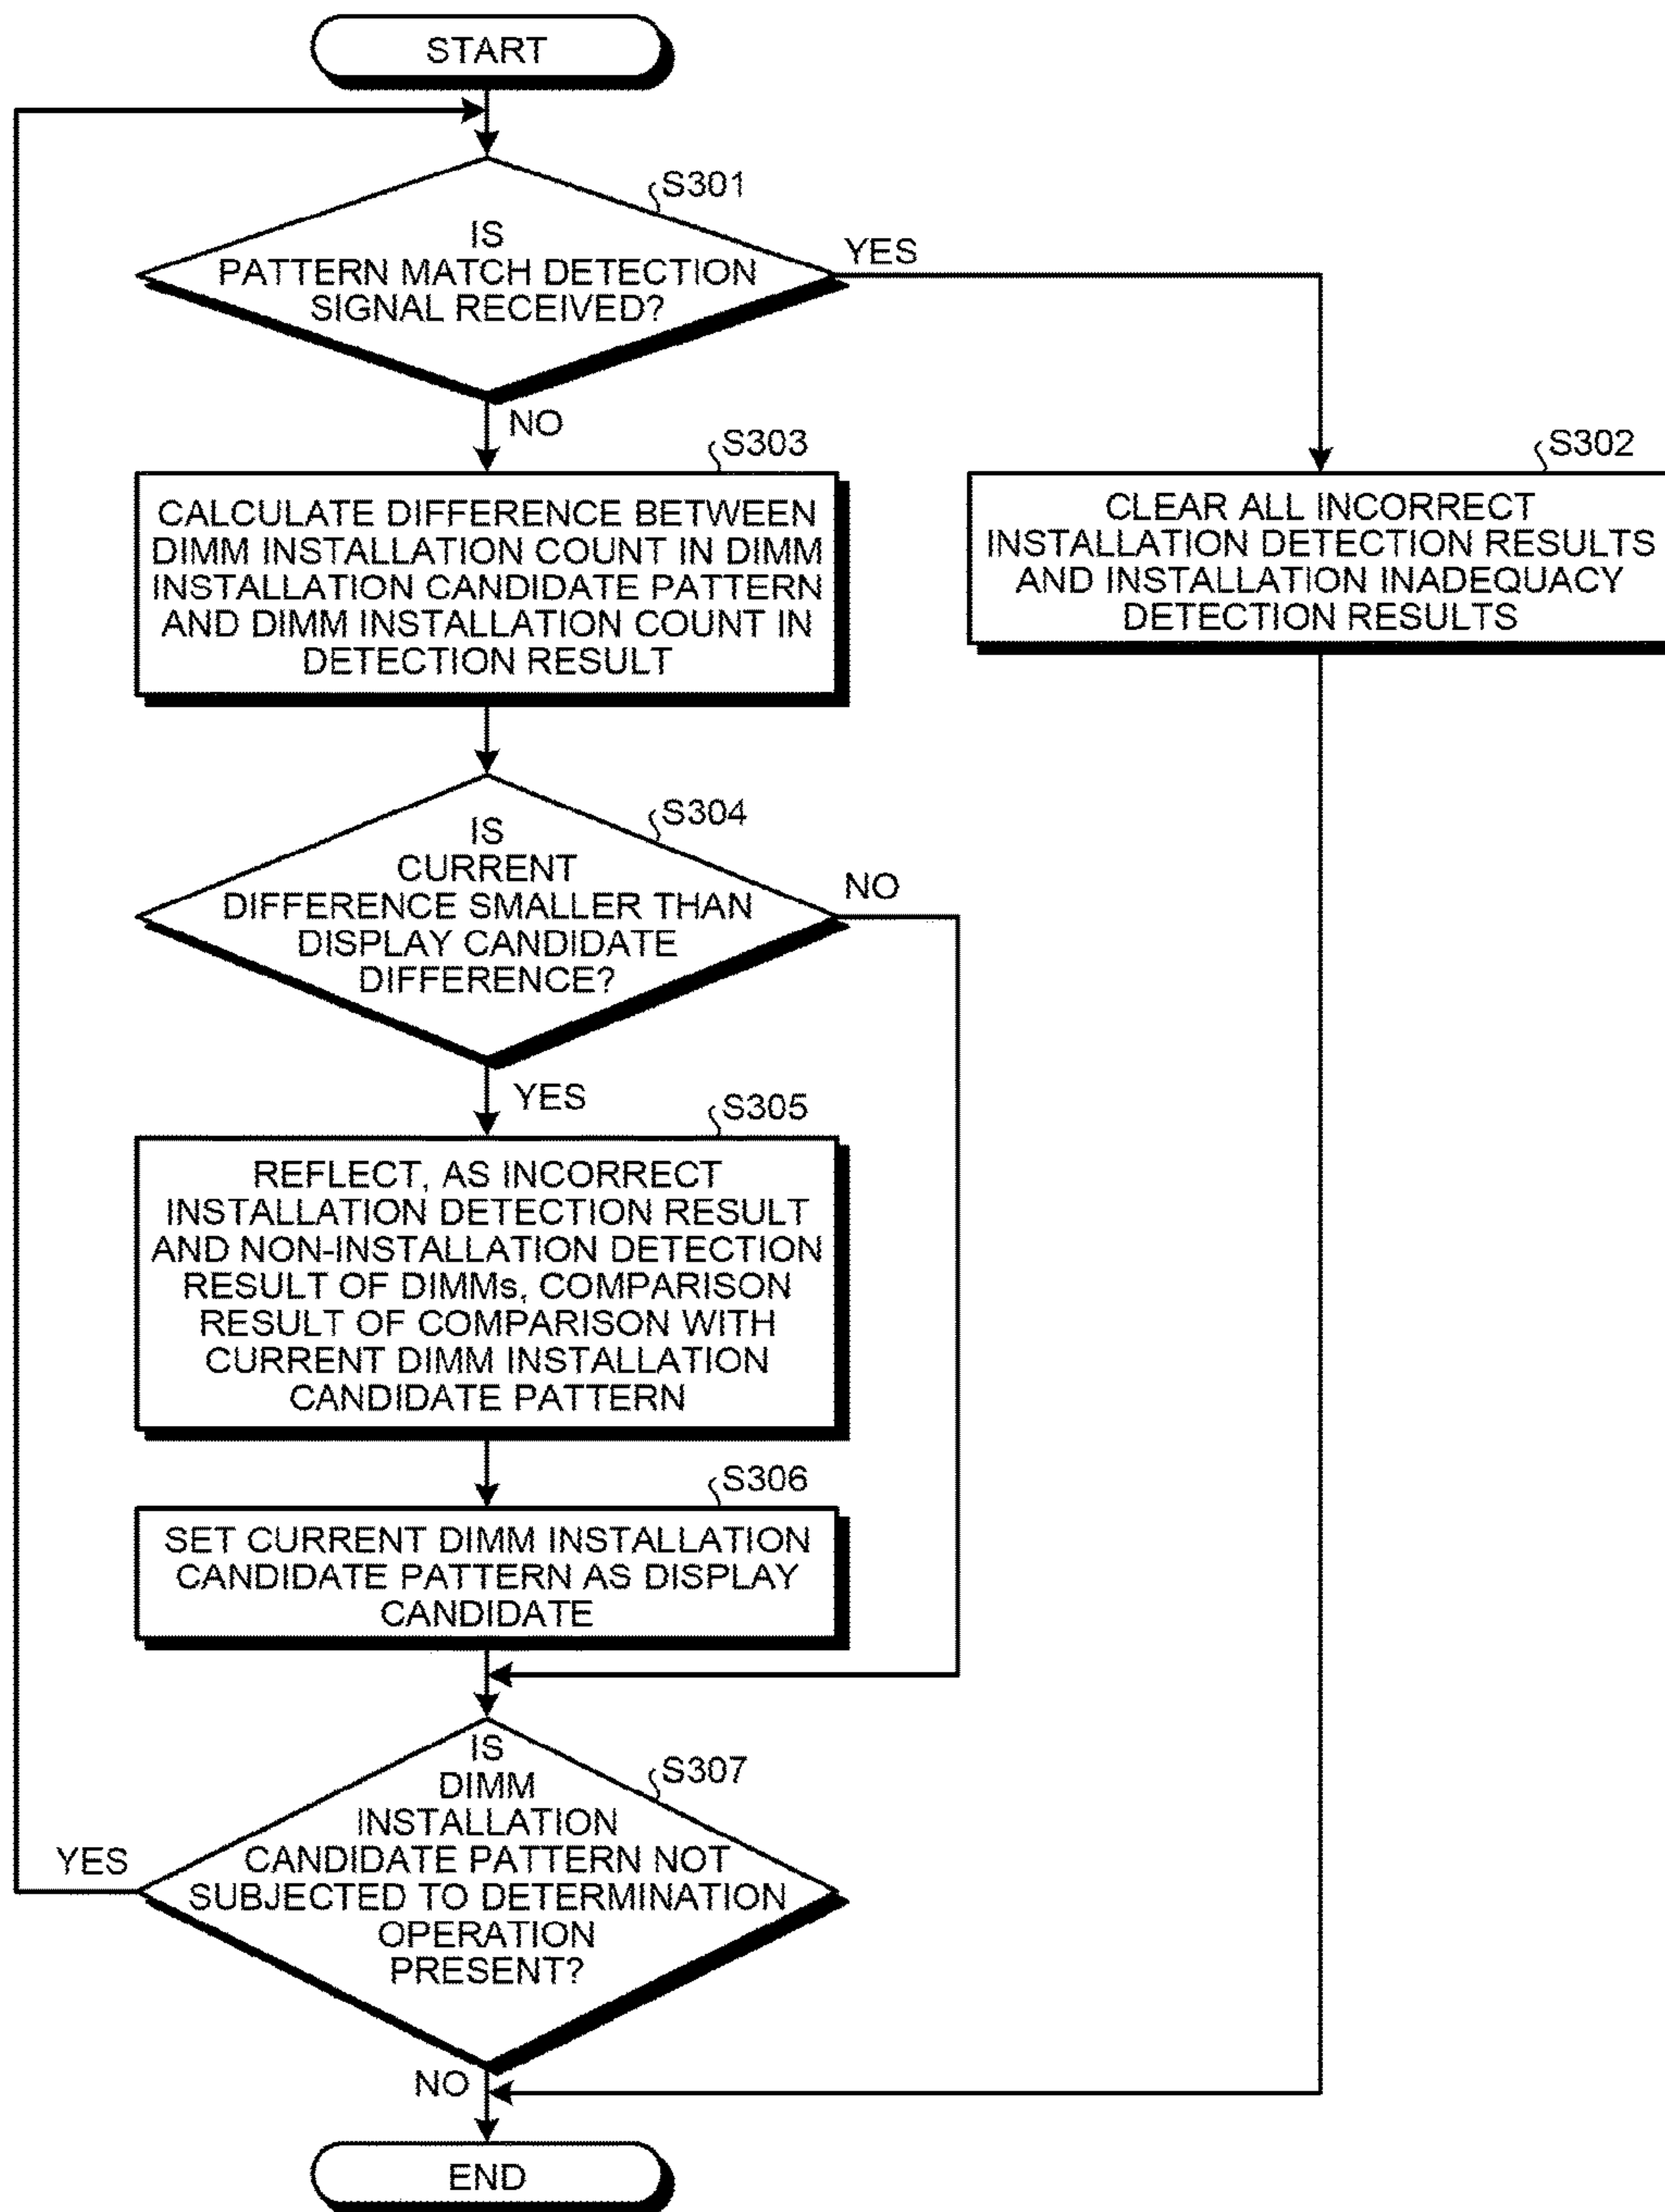 START
S301
IS
PATTERN MATCH DETECTION
SIGNAL RECEIVED?
YES
NO
S303
CALCULATE DIFFERENCE BETWEEN
DIMM INSTALLATION COUNT IN DIMM
INSTALLATION CANDIDATE PATTERN
AND DIMM INSTALLATION COUNT IN
DETECTION RESULT
S302
CLEAR ALL INCORRECT
INSTALLATION DETECTION RESULTS
AND INSTALLATION INADEQUACY
DETECTION RESULTS
S304
IS
CURRENT
DIFFERENCE SMALLER THAN
DISPLAY CANDIDATE
DIFFERENCE?
NO
YES
S305
REFLECT, AS INCORRECT
INSTALLATION DETECTION RESULT
AND NON-INSTALLATION DETECTION
RESULT OF DIMMs, COMPARISON
RESULT OF COMPARISON WITH
CURRENT DIMM INSTALLATION
CANDIDATE PATTERN
S306
SET CURRENT DIMM INSTALLATION
CANDIDATE PATTERN AS DISPLAY
CANDIDATE
S307
IS
DIMM
INSTALLATION
CANDIDATE PATTERN NOT
SUBJECTED TO DETERMINATION
OPERATION
PRESENT?
YES
NO
END